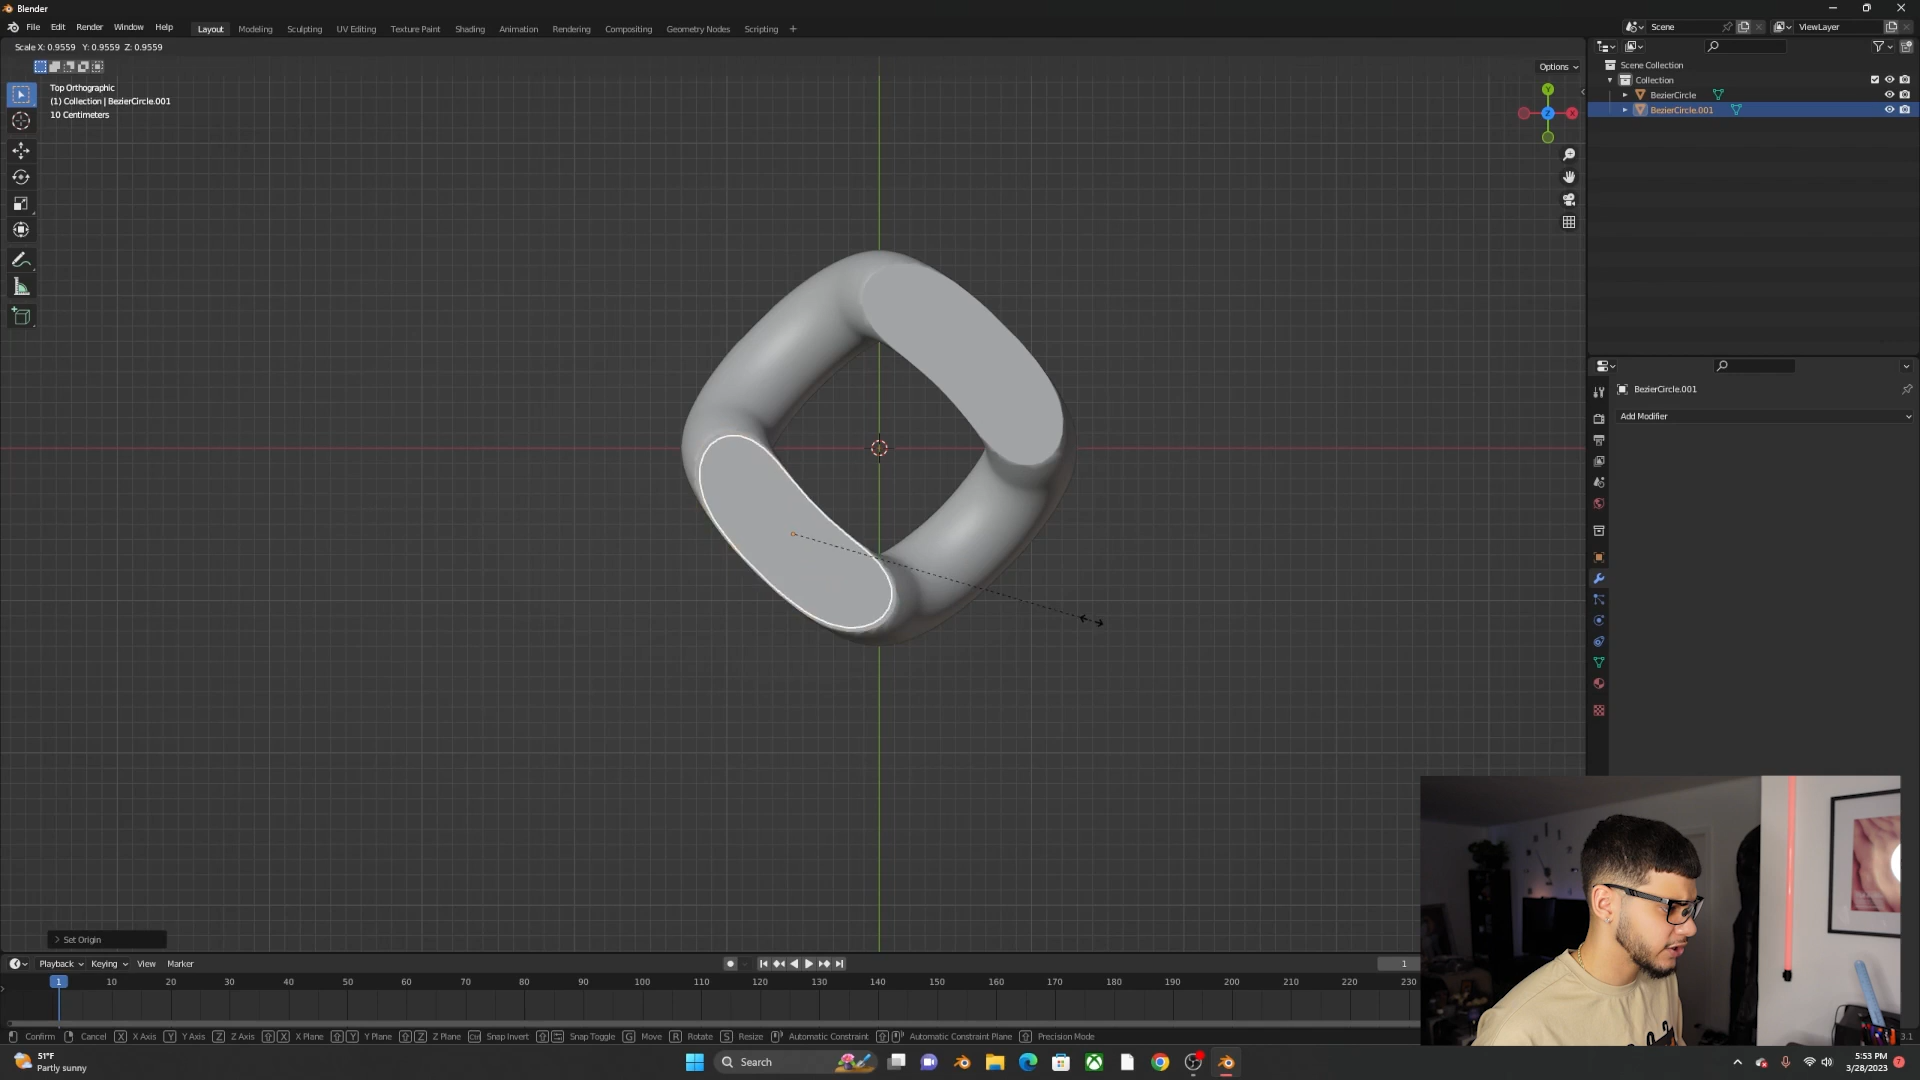 Blender
File Edit Render Window Help
Layout Modeling Sculpting UV Editing Texture Paint Shading Animation Rendering Compositing Geometry Nodes Scripting +
Scene
ViewLayer
Scale X: 0.9559 Y: 0.9559 Z: 0.9559
Options
Top Orthographic
(1) Collection | BezierCircle.001
10 Centimeters
Y
X
Z
Scene Collection
Collection
BezierCircle
BezierCircle.001
BezierCircle.001
Add Modifier
> Set Origin
Playback Keying View Marker
1
1 10 20 30 40 50 60 70 80 90 100 110 120 130 140 150 160 170 180 190 200 210 220 230
Confirm Cancel X X Axis Y Y Axis Z Z Axis X X Plane Y Y Plane Z Z Plane Ctrl Snap Invert Snap Toggle G Move R Rotate S Resize Automatic Constraint Automatic Constraint Plane Precision Mode
3.1
51°F
Partly sunny
Search
5:53 PM
3/28/2023
7